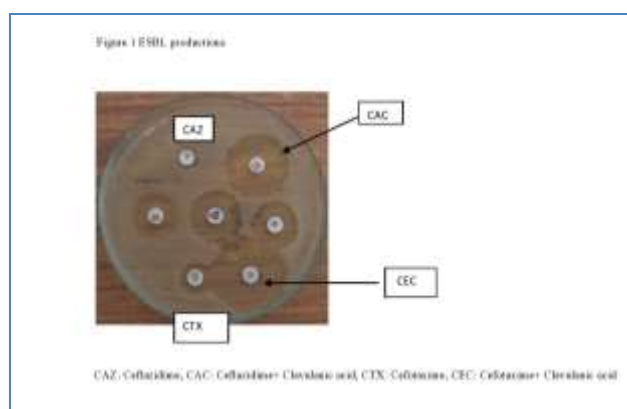 Figure 1 ESBL productions
CAZ
CAC
CEC
CTX
CAZ: Ceftazidime, CAC: Ceftazidime+ Clavulanic acid, CTX: Cefotaxime, CEC: Cefotaxime+ Clavulanic acid